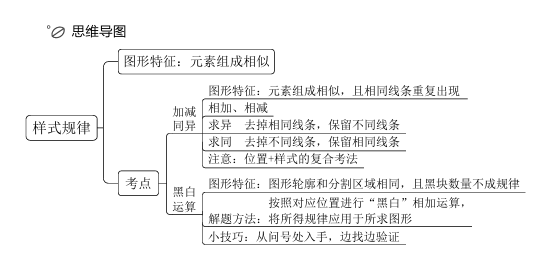 思维导图
图形特征：元素组成相似
图形特征：元素组成相似，且相同线条重复出现
加减
同异
相加、相减
样式规律
求异　去掉相同线条，保留不同线条
求同　去掉不同线条，保留相同线条
注意：位置+样式的复合考法
考点
图形特征：图形轮廓和分割区域相同，且黑块数量不成规律
黑白
运算
按照对应位置进行“黑白”相加运算，
解题方法：将所得规律应用于所求图形
小技巧：从问号处入手，边找边验证